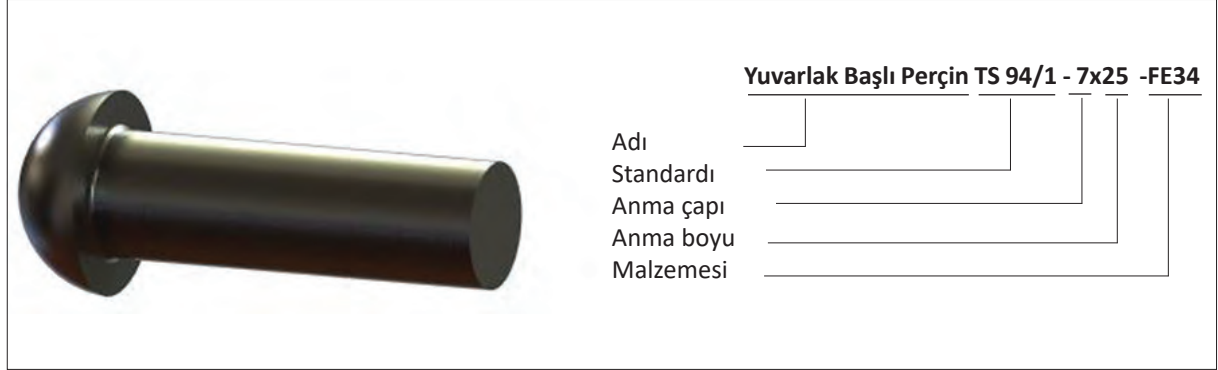 Yuvarlak Başlı Perçin TS 94/1 - 7x25 -FE34
Adı
Standardı
Anma çapı
Anma boyu
Malzemesi